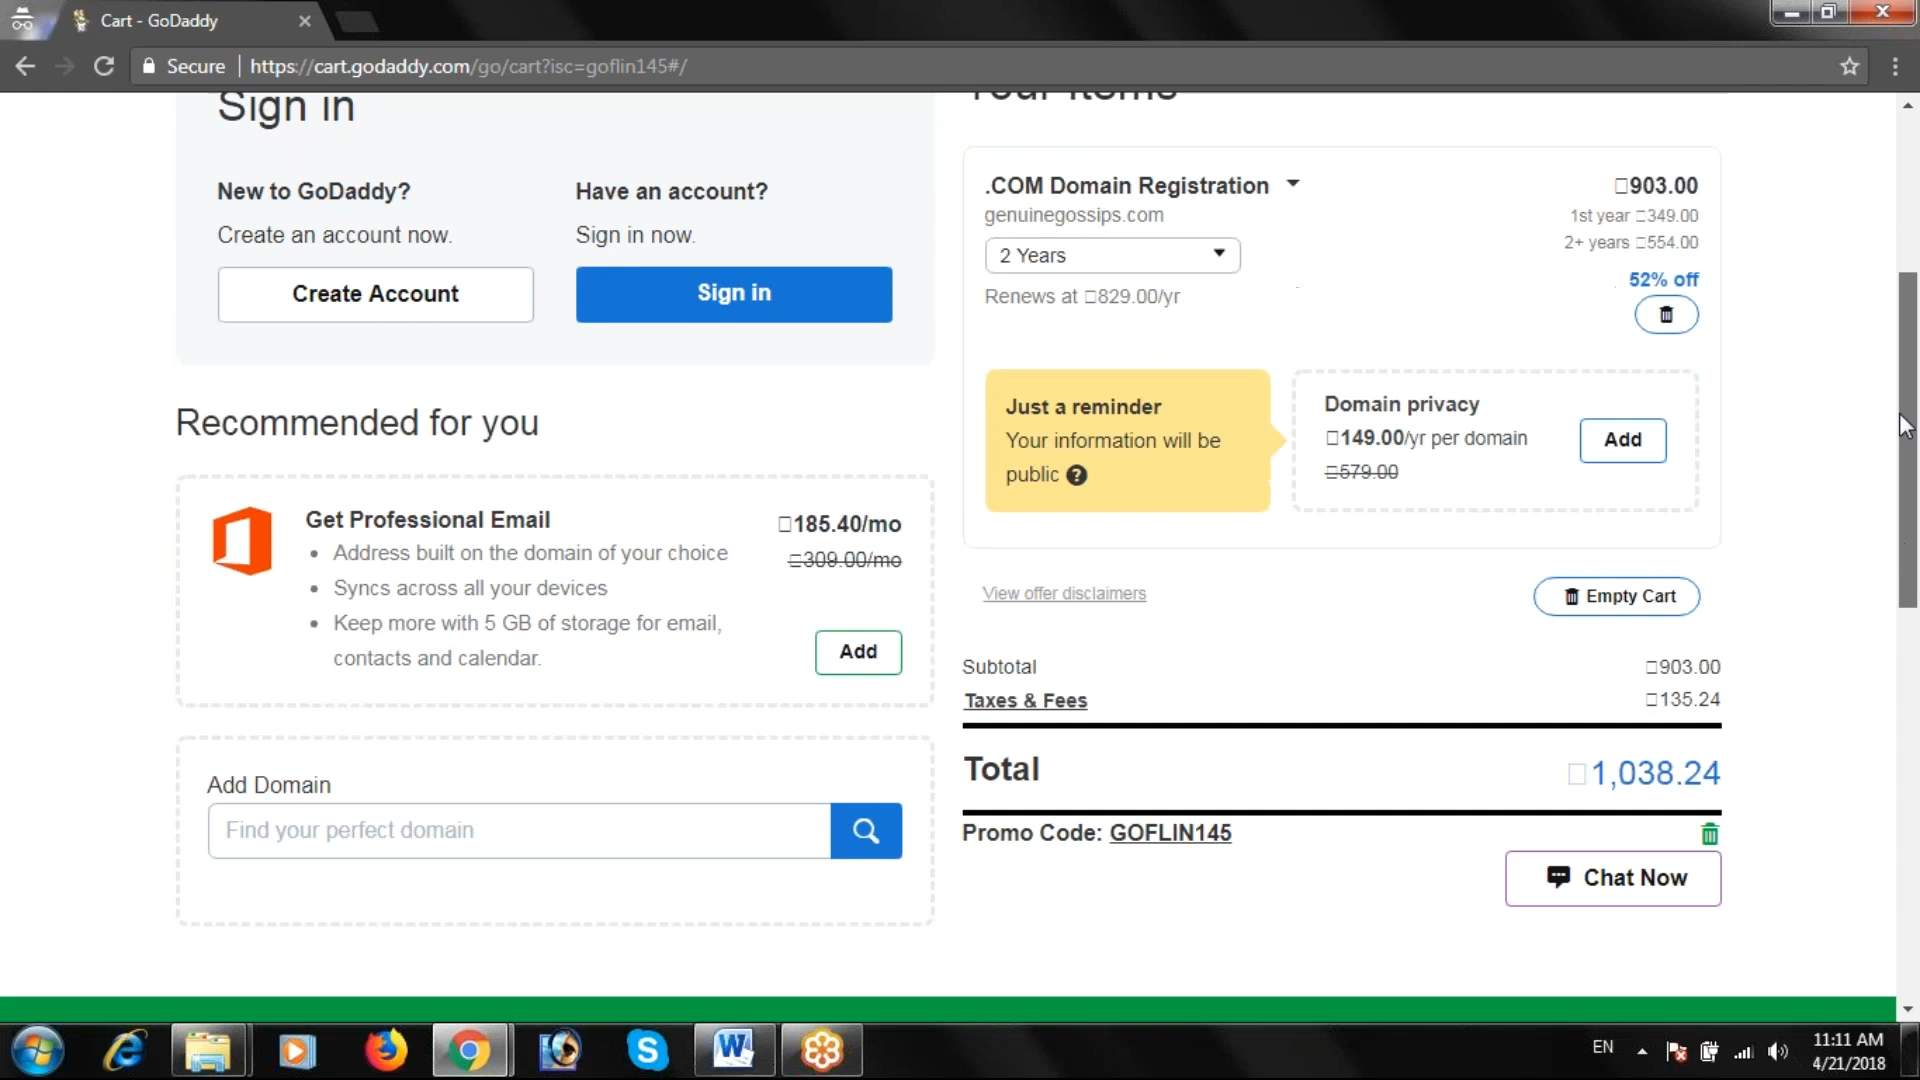 Cart - GoDaddy
Secure | https://cart.godaddy.com/go/cart?isc=goflin145#/
Sign in
New to GoDaddy?
Create an account now.
Create Account
Have an account?
Sign in now.
Sign in
Recommended for you
Get Professional Email
• Address built on the domain of your choice
• Syncs across all your devices
• Keep more with 5 GB of storage for email,
contacts and calendar.
□185.40/mo
□309.00/mo
Add
Add Domain
Find your perfect domain
Your Items
.COM Domain Registration
□903.00
genuinegossips.com
1st year □349.00
2 Years
2+ years □554.00
52% off
Renews at □829.00/yr
Just a reminder
Your information will be
public ?
Domain privacy
□149.00/yr per domain
□579.00
Add
View offer disclaimers
Empty Cart
Subtotal
□903.00
Taxes & Fees
□135.24
Total
□1,038.24
Promo Code: GOFLIN145
Chat Now
EN
11:11 AM
4/21/2018